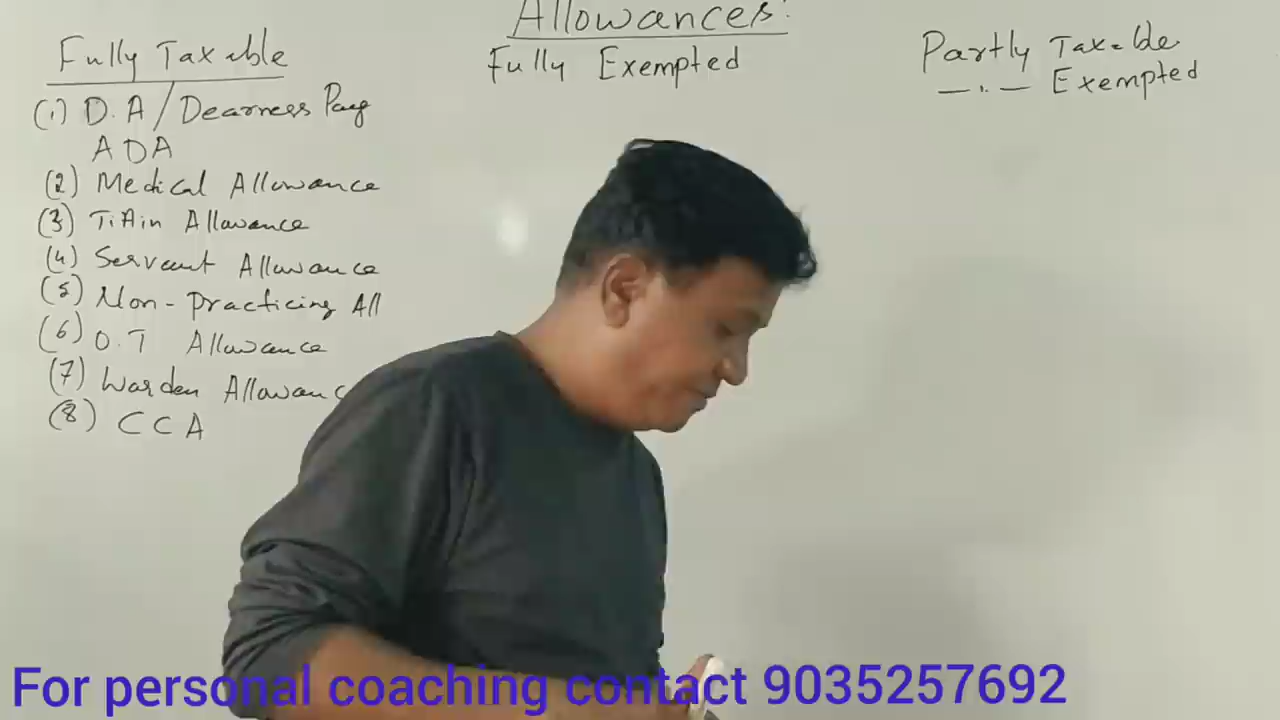 Allowances:
Fully Taxable
(1) D.A / Dearness Pay
ADA
(2) Medical Allowance
(3) Tiffin Allowance
(4) Servant Allowance
(5) Non-practicing All
(6) O.T Allowance
(7) Warden Allowanc
(8) CCA
Fully Exempted
Partly Taxable
—.— Exempted
For personal coaching contact 9035257692